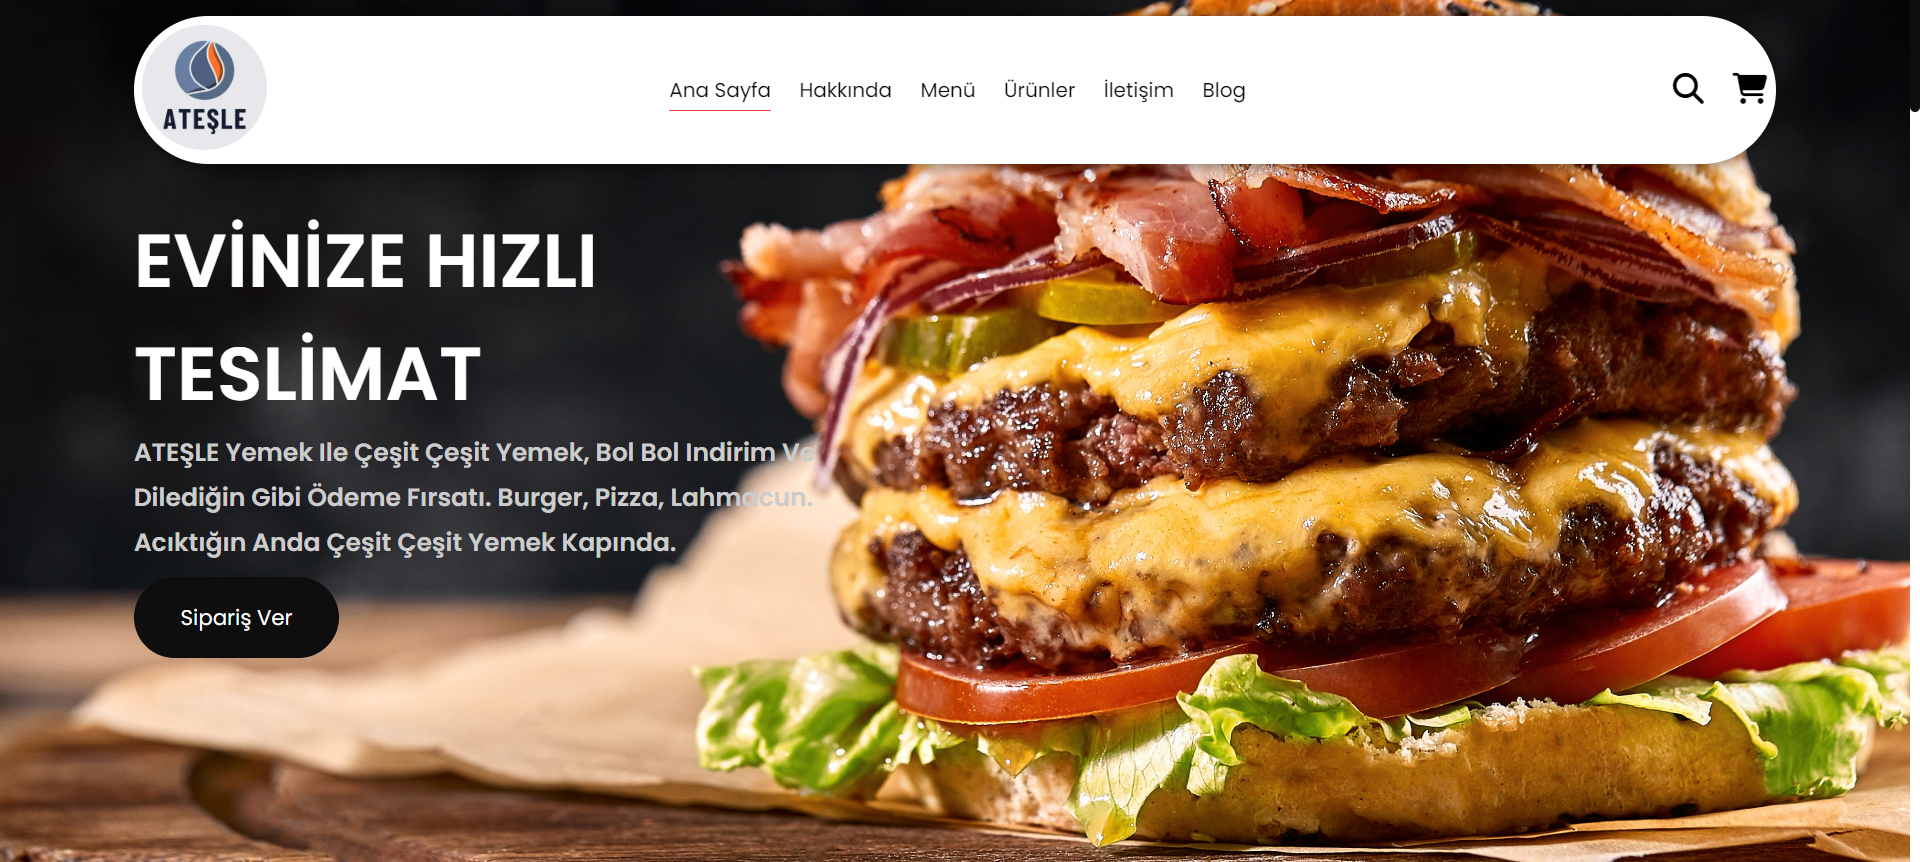 ATEŞLE
Ana Sayfa Hakkında Menü Ürünler İletişim Blog
EVİNİZE HIZLI
TESLİMAT
ATEŞLE Yemek Ile Çeşit Çeşit Yemek, Bol Bol Indirim Ve
Dilediğin Gibi Ödeme Fırsatı. Burger, Pizza, Lahmacun.
Acıktığın Anda Çeşit Çeşit Yemek Kapında.
Sipariş Ver